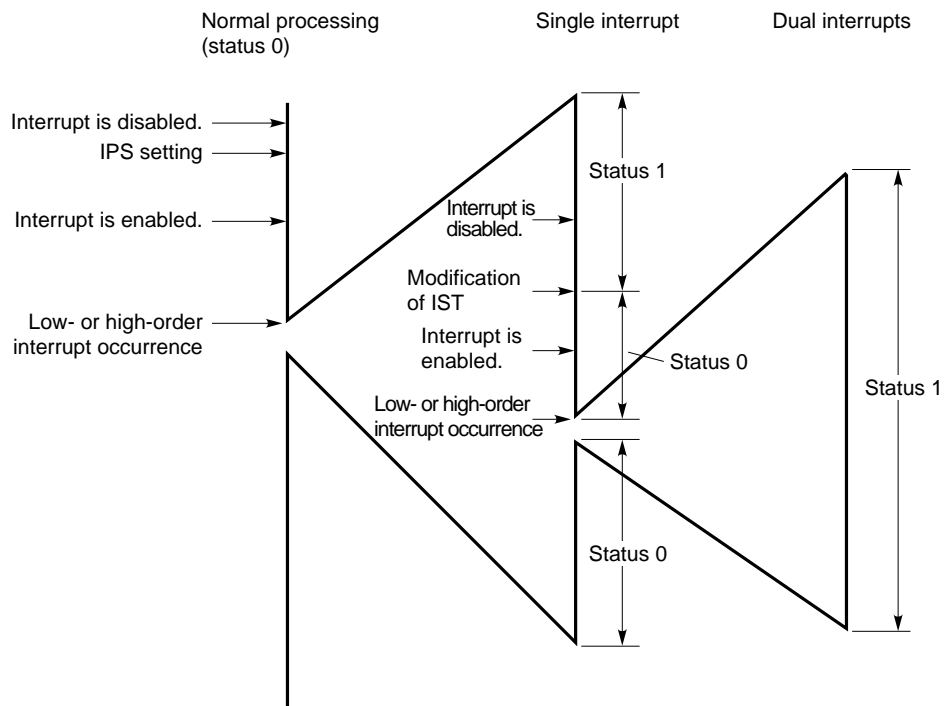 Normal processing
(status 0)
Single interrupt
Dual interrupts
Interrupt is disabled.
IPS setting
Interrupt is enabled.
Low- or high-order
interrupt occurrence
Status 1
Interrupt is
disabled.
Modification
of IST
Interrupt is
enabled.
Status 0
Low- or high-order
interrupt occurrence
Status 0
Status 1